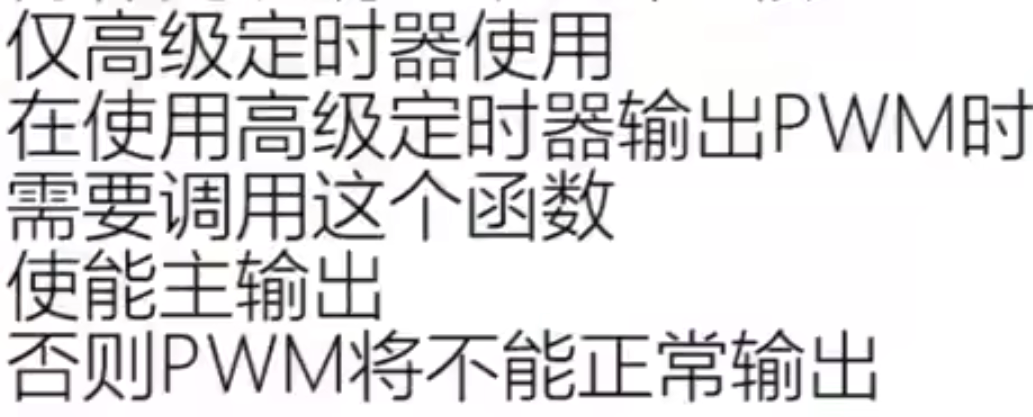 仅高级定时器使用
在使用高级定时器输出PWM时
需要调用这个函数
使能主输出
否则PWM将不能正常输出